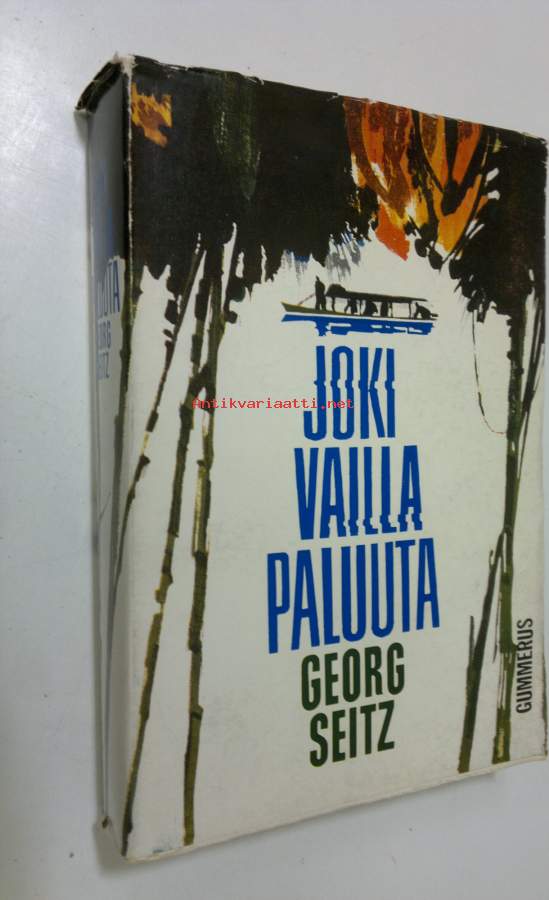 JOKI
Antikvariaatti.net
VAILLA
PALUUTA
GEORG
SEITZ
GUMMERUS